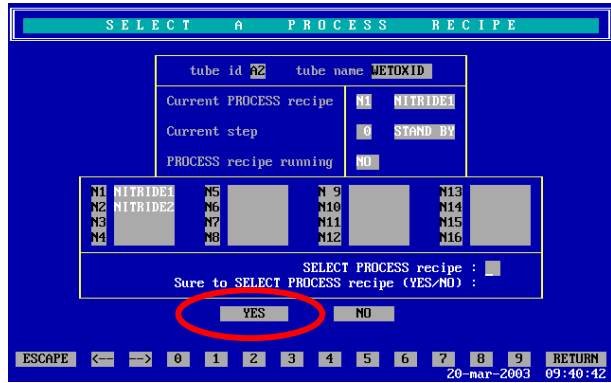 SELECT A PROCESS RECIPE
tube id A2 tube name WETOXID
Current PROCESS recipe N1 NITRIDE1
Current step 0 STAND BY
PROCESS recipe running NO
N1 NITRIDE1 N5 N 9 N13
N2 NITRIDE2 N6 N10 N14
N3 N7 N11 N15
N4 N8 N12 N16
SELECT PROCESS recipe :
Sure to SELECT PROCESS recipe (YES/NO) :
YES NO
ESCAPE <-- --> 0 1 2 3 4 5 6 7 8 9 RETURN
20-mar-2003 09:40:42